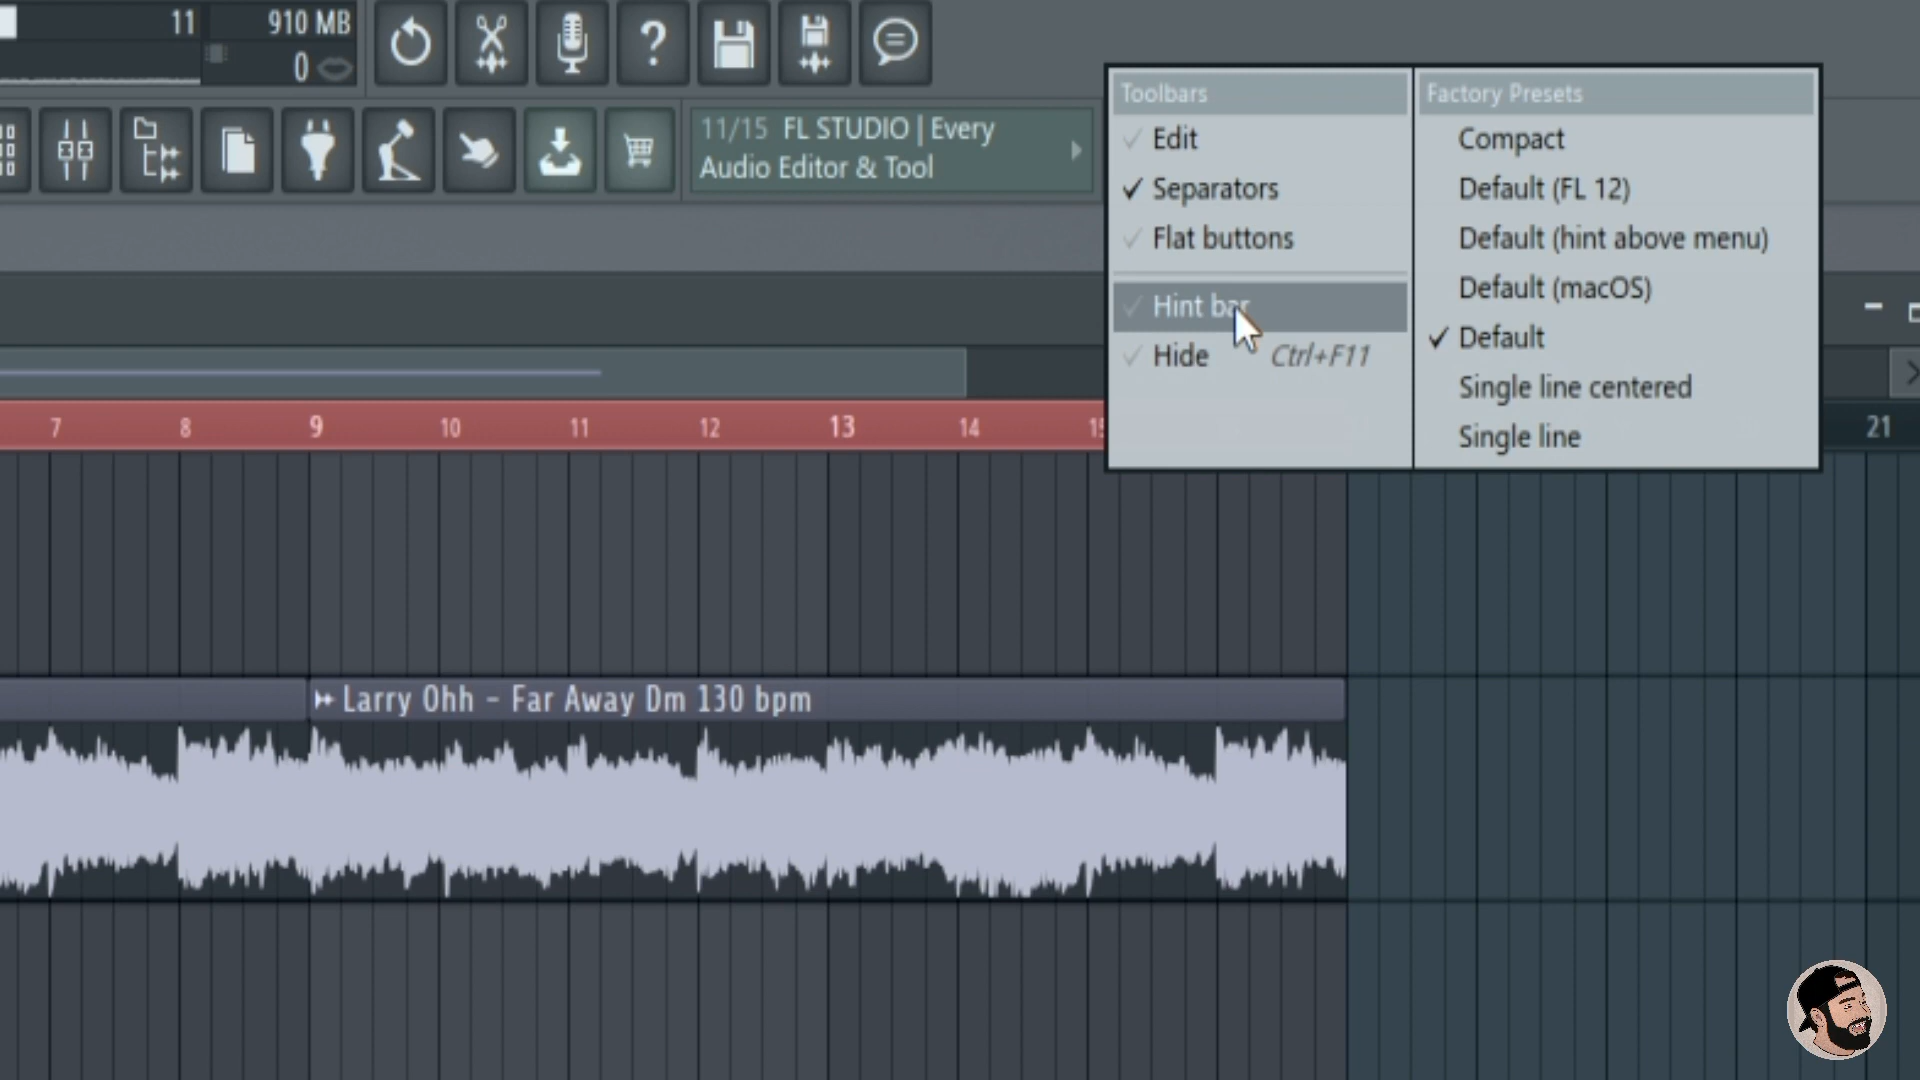 11
910 MB
0
11/15 FL STUDIO | Every
Audio Editor & Tool
Toolbars
Edit
Separators
Flat buttons
Hint bar
Hide Ctrl+F11
Factory Presets
Compact
Default (FL 12)
Default (hint above menu)
Default (macOS)
Default
Single line centered
Single line
7 8 9 10 11 12 13 14 15 21
Larry Ohh - Far Away Dm 130 bpm